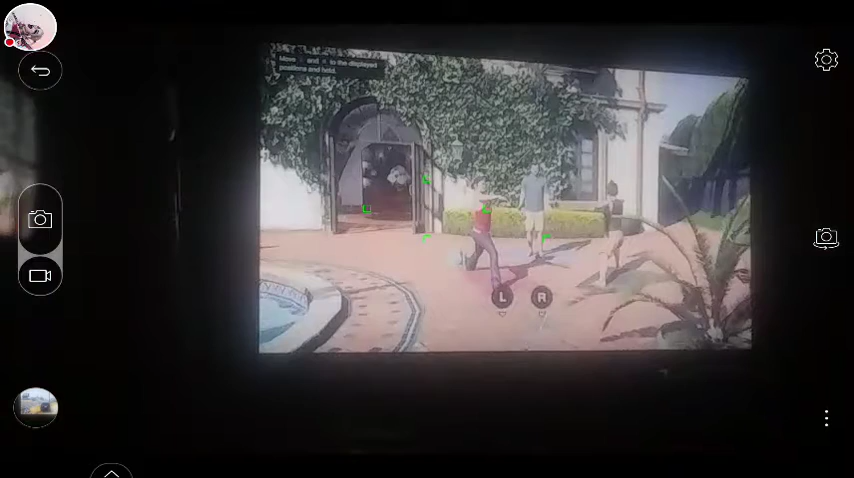 Move and to the displayed
positions and hold.
L R